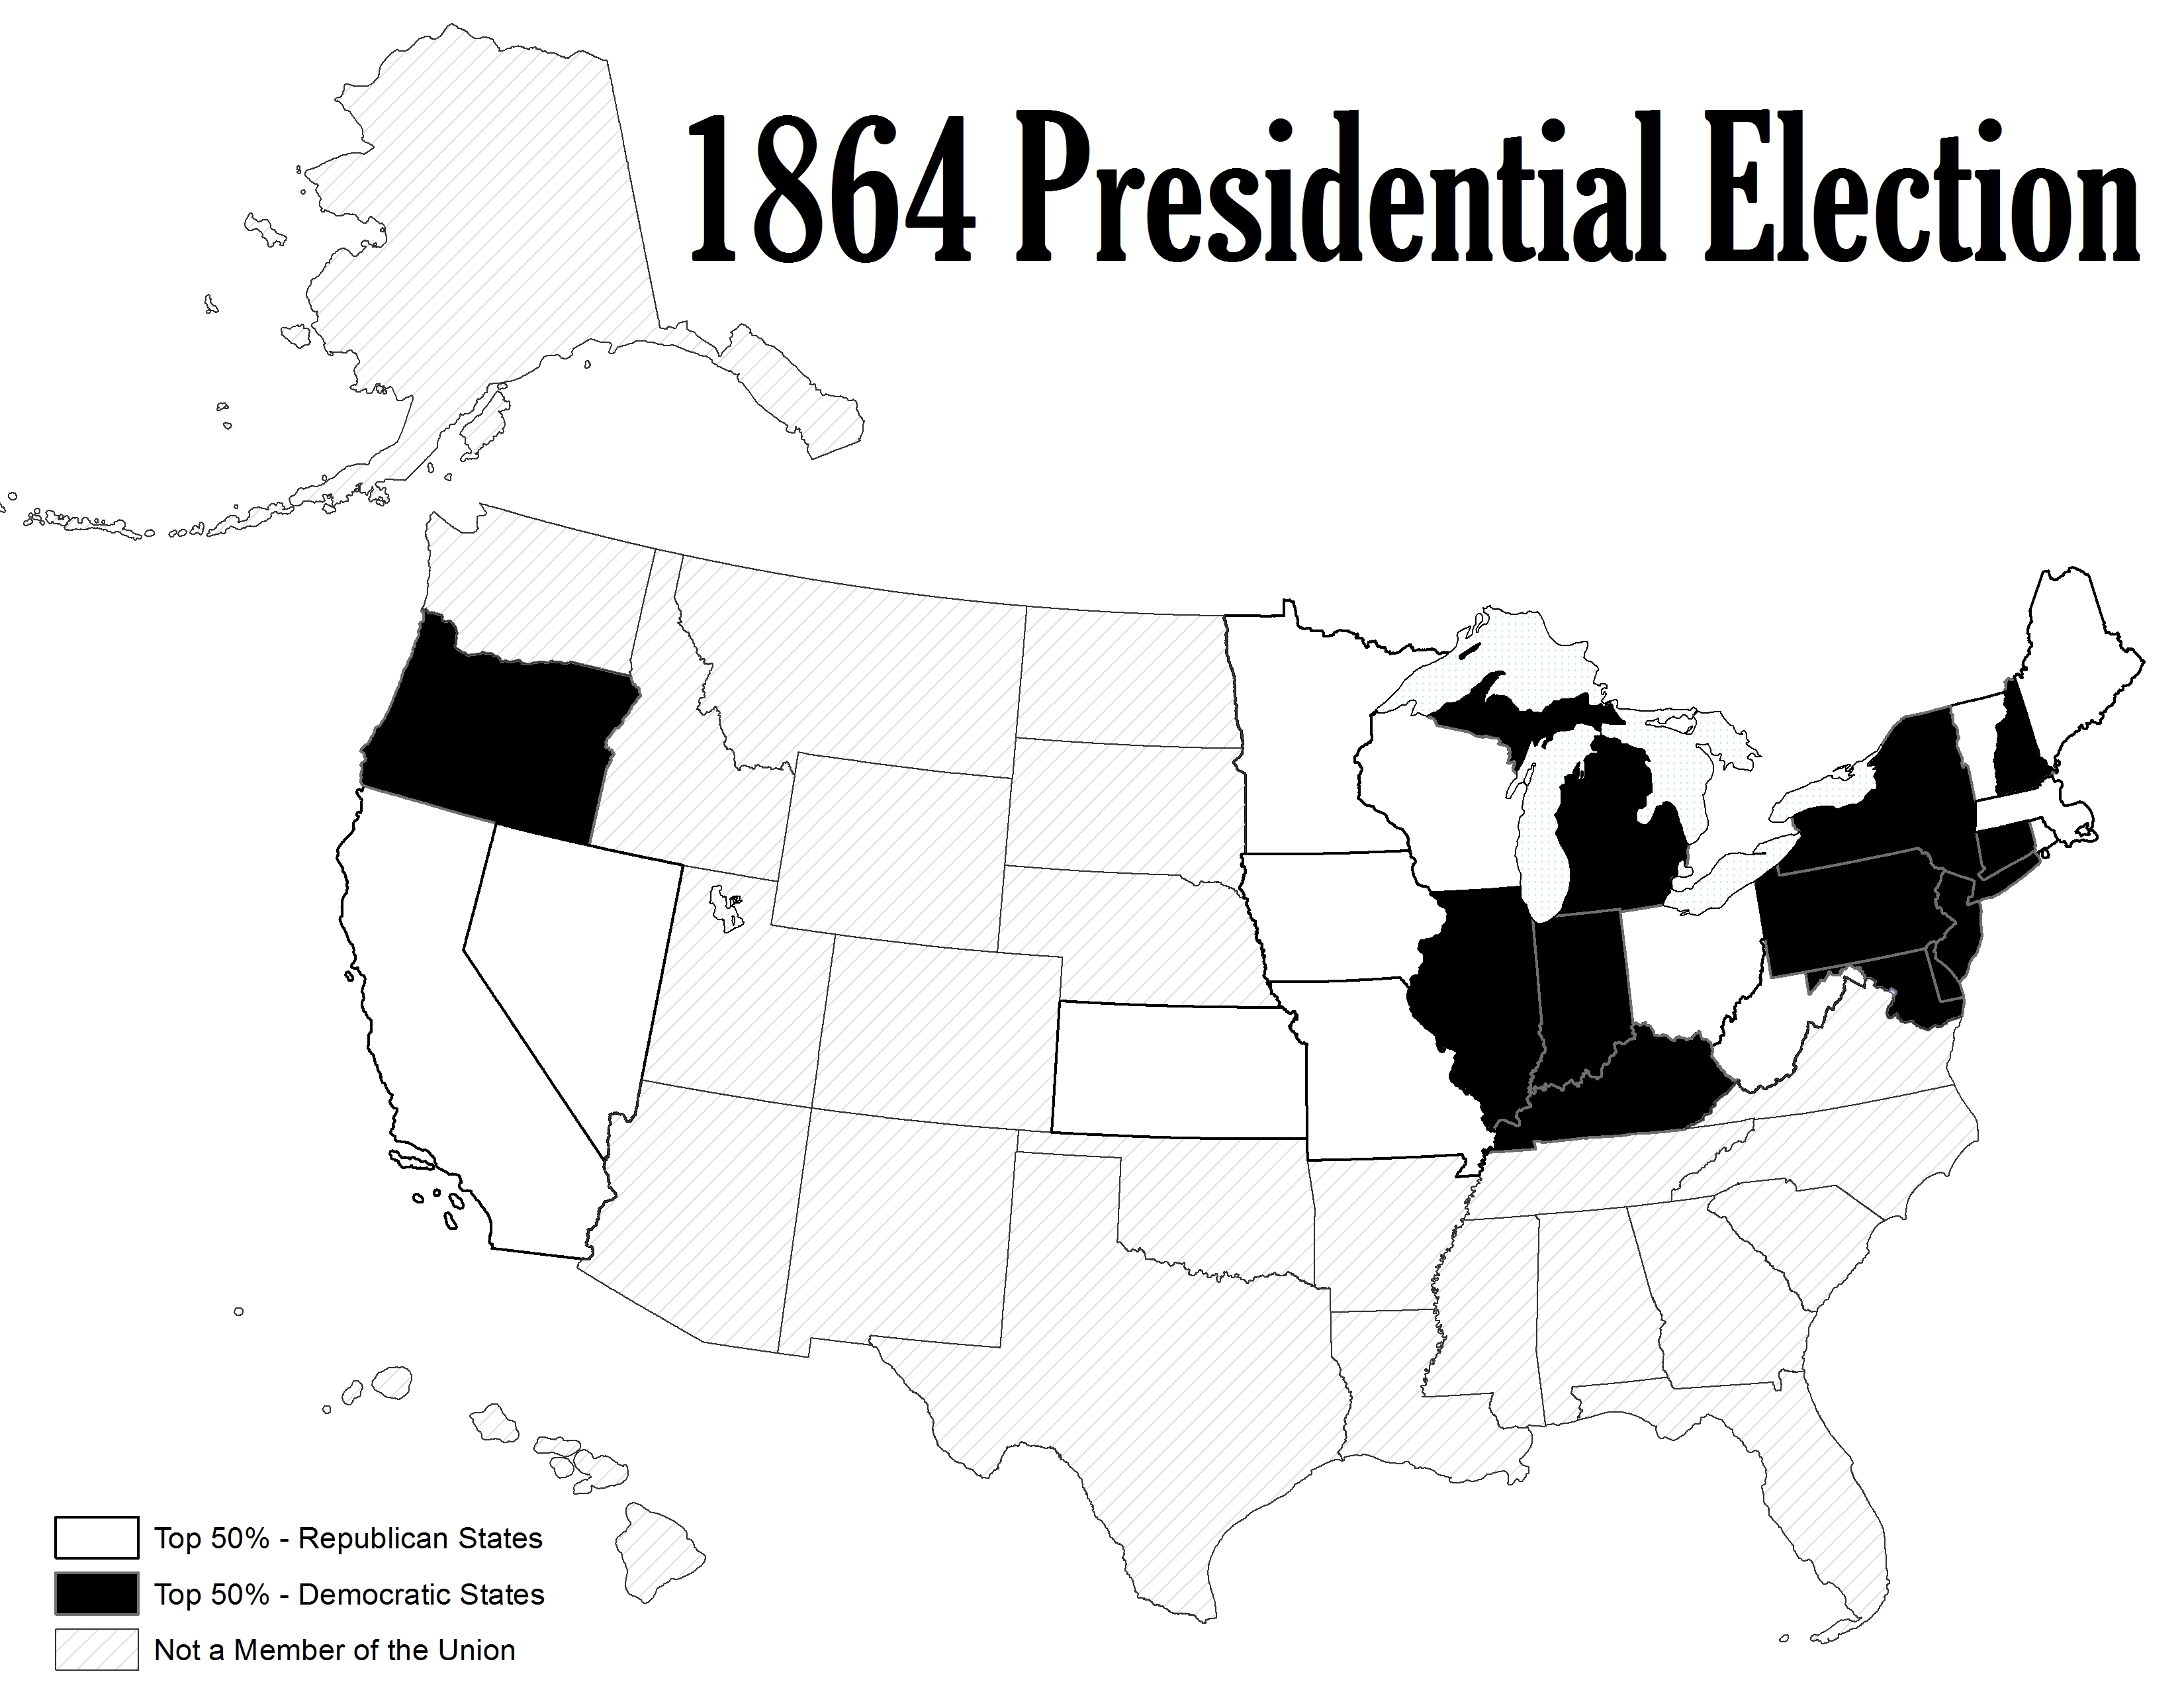 1864 Presidential Election
Top 50% - Republican States
Top 50% - Democratic States
Not a Member of the Union